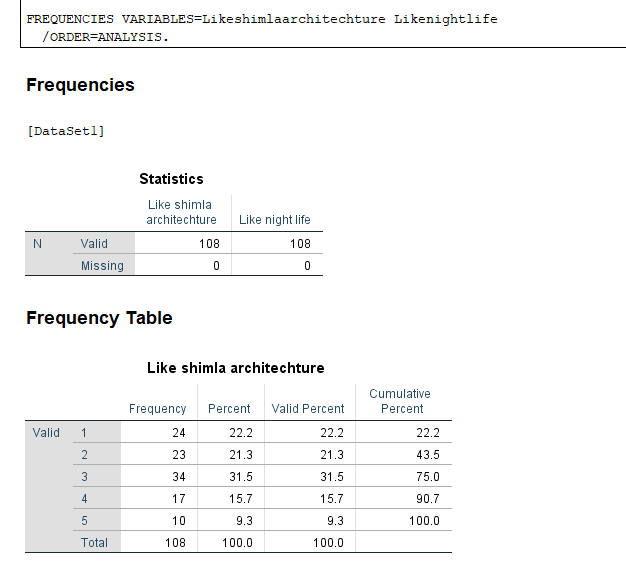 FREQUENCIES VARIABLES=Likeshimlaarchitechture Likenightlife
/ORDER=ANALYSIS.
Frequencies
[DataSet1]
Statistics
Like shimla architechture Like night life
N Valid 108 108
Missing 0 0
Frequency Table
Like shimla architechture
Frequency Percent Valid Percent Cumulative Percent
Valid 1 24 22.2 22.2 22.2
2 23 21.3 21.3 43.5
3 34 31.5 31.5 75.0
4 17 15.7 15.7 90.7
5 10 9.3 9.3 100.0
Total 108 100.0 100.0